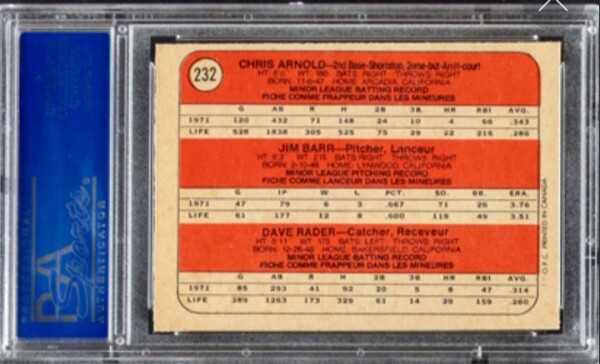 232
CHRIS ARNOLD—2nd Base-Shortstop, 2eme-but-Arrêt-court
HT: 5'11 WT: 160 BATS: RIGHT THROWS: RIGHT
BORN: 11-6-47 HOME: ARCADIA, CALIFORNIA
MINOR LEAGUE BATTING RECORD
FICHE COMME FRAPPEUR DANS LES MINEURES
G AB R H 2B 3B HR RBI AVG.
1971 120 432 71 148 24 10 4 66 .343
LIFE 528 1838 305 525 75 29 22 216 .286
JIM BARR—Pitcher, Lanceur
HT: 6'3 WT: 215 BATS: RIGHT THROWS: RIGHT
BORN: 2-10-48 HOME: LYNWOOD, CALIFORNIA
MINOR LEAGUE PITCHING RECORD
FICHE COMME LANCEUR DANS LES MINEURES
G IP W L PCT. SO. BB. ERA.
1971 47 79 6 3 .667 71 26 3.76
LIFE 61 177 12 8 .600 119 49 3.51
DAVE RADER—Catcher, Receveur
HT: 5'11 WT: 175 BATS: LEFT THROWS: RIGHT
BORN: 12-26-48 HOME: BAKERSFIELD, CALIFORNIA
MINOR LEAGUE BATTING RECORD
FICHE COMME FRAPPEUR DANS LES MINEURES
G AB R H 2B 3B HR RBI AVG.
1971 85 293 41 92 20 5 8 47 .314
LIFE 389 1263 173 329 61 14 29 159 .260
O.P.C. PRINTED IN CANADA
PSA
Sports
AUTHENTICATOR